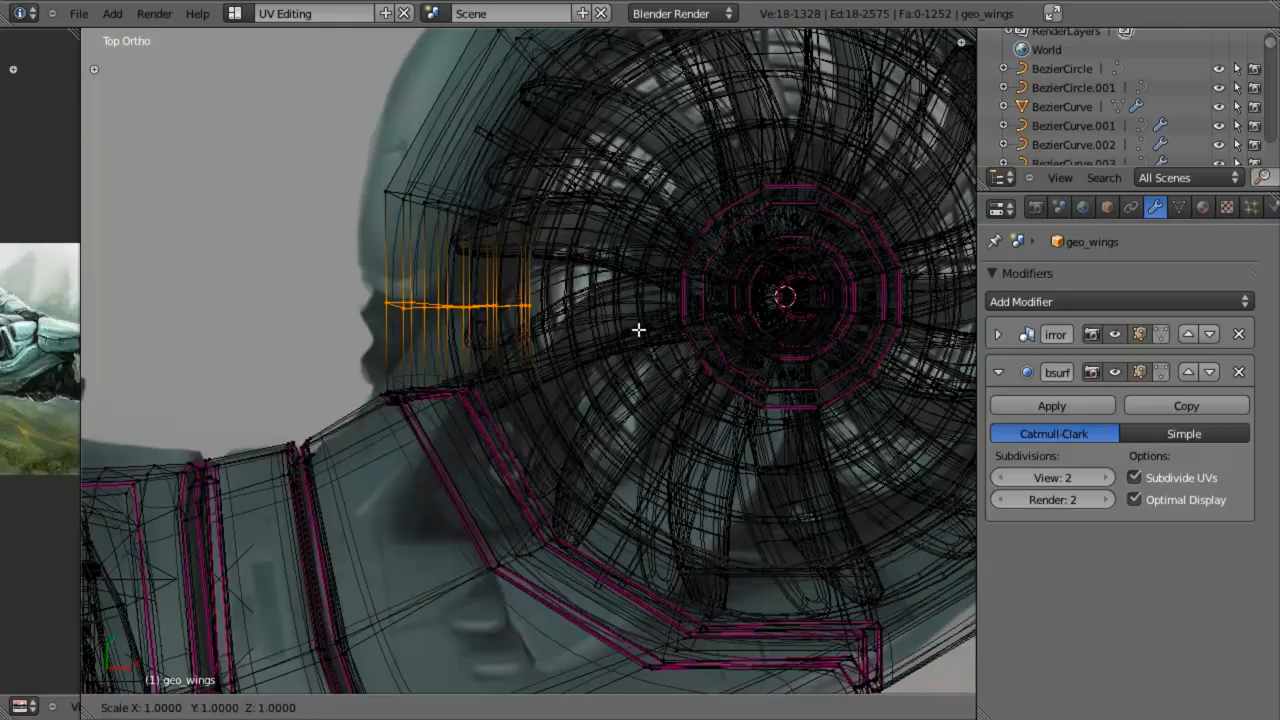 File Add Render Help UV Editing Scene Blender Render Ve:18-1328 | Ed:18-2575 | Fa:0-1252 | geo_wings
Top Ortho
RenderLayers
World
BezierCircle
BezierCircle.001
BezierCurve
BezierCurve.001
BezierCurve.002
BezierCurve.003
View Search All Scenes
geo_wings
Modifiers
Add Modifier
irror
bsurf
Apply Copy
Catmull-Clark Simple
Subdivisions: Options:
View: 2 Subdivide UVs
Render: 2 Optimal Display
(1) geo_wings
Vi Scale X: 1.0000 Y: 1.0000 Z: 1.0000